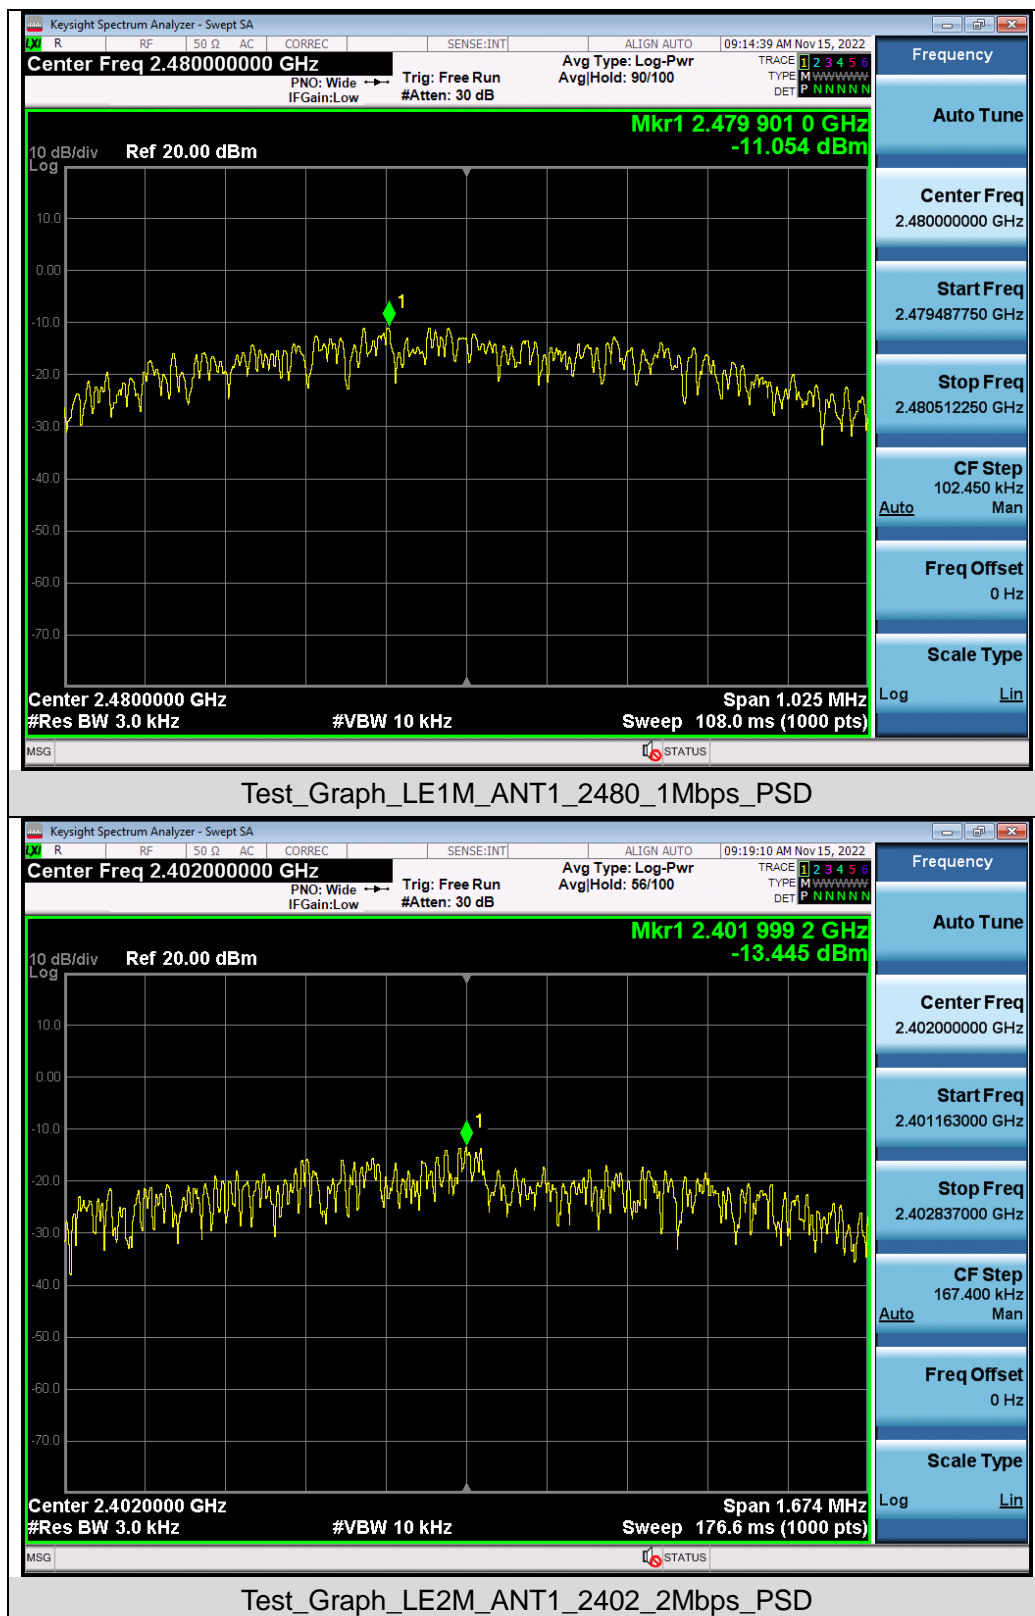 Keysight Spectrum Analyzer - Swept SA
LXI R RF 50 Ω AC CORREC SENSE:INT ALIGN AUTO 09:14:39 AM Nov 15, 2022
Center Freq 2.480000000 GHz
PNO: Wide
IFGain:Low
Trig: Free Run
#Atten: 30 dB
Avg Type: Log-Pwr
Avg|Hold: 90/100
TRACE 1 2 3 4 5 6
TYPE M WWWWW
DET P N N N N N
Mkr1 2.479 901 0 GHz
-11.054 dBm
10 dB/div Ref 20.00 dBm
Log
10.0
0.00
1
-10.0
-20.0
-30.0
-40.0
-50.0
-60.0
-70.0
Center 2.4800000 GHz Span 1.025 MHz
#Res BW 3.0 kHz #VBW 10 kHz Sweep 108.0 ms (1000 pts)
MSG STATUS
Frequency
Auto Tune
Center Freq
2.480000000 GHz
Start Freq
2.479487750 GHz
Stop Freq
2.480512250 GHz
CF Step
102.450 kHz
Auto Man
Freq Offset
0 Hz
Scale Type
Log Lin
Test_Graph_LE1M_ANT1_2480_1Mbps_PSD
Keysight Spectrum Analyzer - Swept SA
LXI R RF 50 Ω AC CORREC SENSE:INT ALIGN AUTO 09:19:10 AM Nov 15, 2022
Center Freq 2.402000000 GHz
PNO: Wide
IFGain:Low
Trig: Free Run
#Atten: 30 dB
Avg Type: Log-Pwr
Avg|Hold: 56/100
TRACE 1 2 3 4 5 6
TYPE M WWWWW
DET P N N N N N
Mkr1 2.401 999 2 GHz
-13.445 dBm
10 dB/div Ref 20.00 dBm
Log
10.0
0.00
-10.0
1
-20.0
-30.0
-40.0
-50.0
-60.0
-70.0
Center 2.4020000 GHz Span 1.674 MHz
#Res BW 3.0 kHz #VBW 10 kHz Sweep 176.6 ms (1000 pts)
MSG STATUS
Frequency
Auto Tune
Center Freq
2.402000000 GHz
Start Freq
2.401163000 GHz
Stop Freq
2.402837000 GHz
CF Step
167.400 kHz
Auto Man
Freq Offset
0 Hz
Scale Type
Log Lin
Test_Graph_LE2M_ANT1_2402_2Mbps_PSD